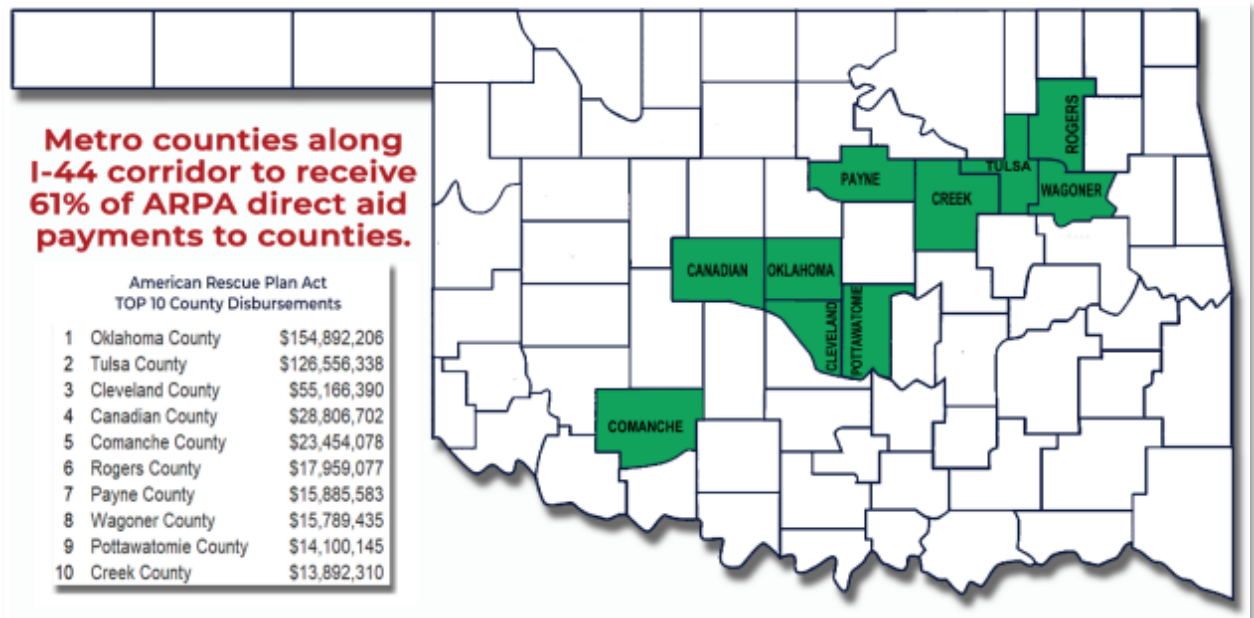 Metro counties along
I-44 corridor to receive
61% of ARPA direct aid
payments to counties.
American Rescue Plan Act
TOP 10 County Disbursements
1 Oklahoma County $154,892,206
2 Tulsa County $126,556,338
3 Cleveland County $55,166,390
4 Canadian County $28,806,702
5 Comanche County $23,454,078
6 Rogers County $17,959,077
7 Payne County $15,885,583
8 Wagoner County $15,789,435
9 Pottawatomie County $14,100,145
10 Creek County $13,892,310
ROGERS
TULSA
PAYNE
CREEK
WAGONER
CANADIAN
OKLAHOMA
CLEVELAND
POTTAWATOMIE
COMANCHE